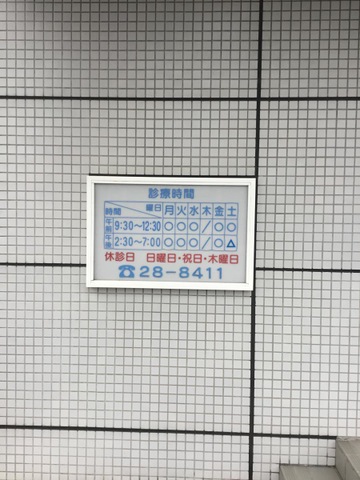 診療時間
時間 曜日 月 火 水 木 金 土
午前 9:30〜12:30 ○ ○ ○ / ○ ○
午後 2:30〜7:00 ○ ○ ○ / ○ △
休診日 日曜日・祝日・木曜日
☎28-8411